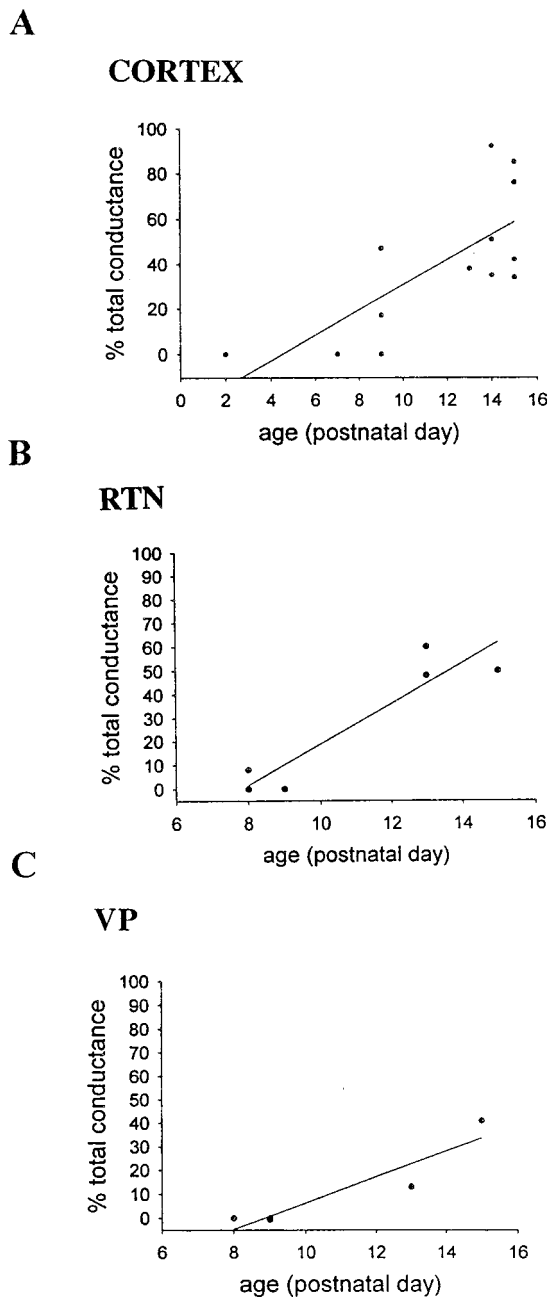 A
CORTEX
% total conductance
100
80
60
40
20
0
0 2 4 6 8 10 12 14 16
age (postnatal day)
B
RTN
% total conductance
100
90
80
70
60
50
40
30
20
10
0
6 8 10 12 14 16
age (postnatal day)
C
VP
% total conductance
100
90
80
70
60
50
40
30
20
10
0
6 8 10 12 14 16
age (postnatal day)